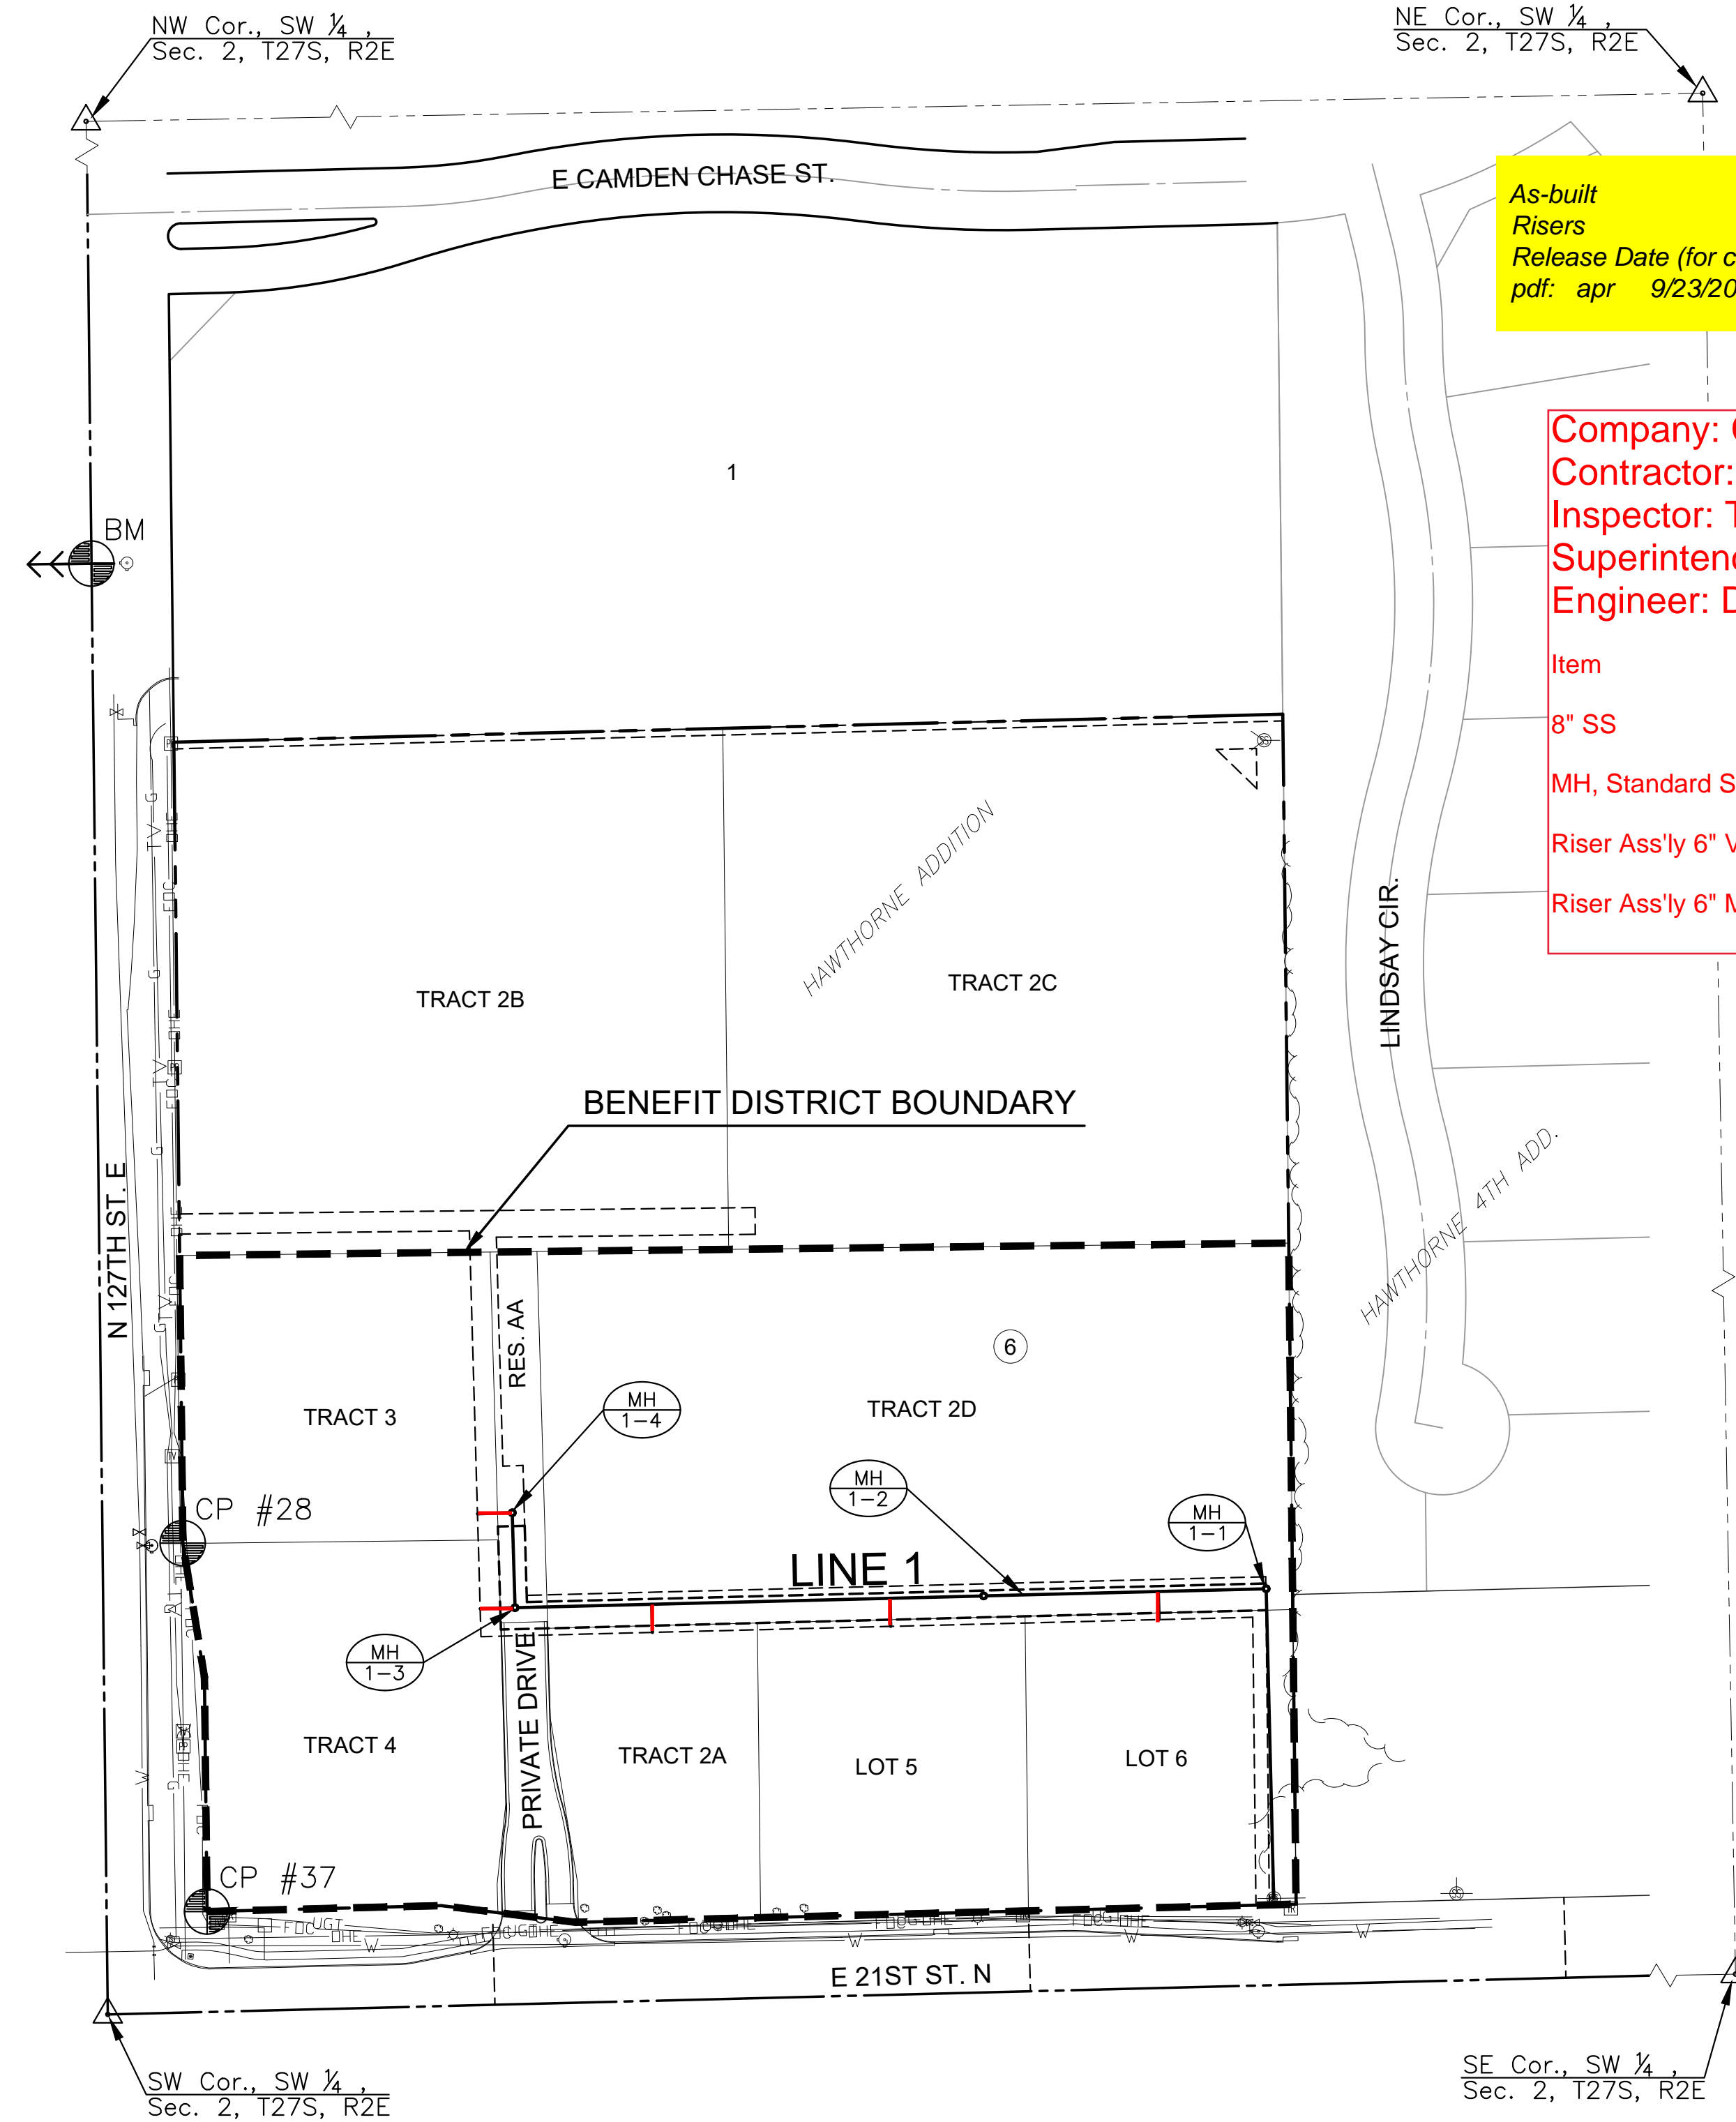 NW Cor., SW ¼ ,
Sec. 2, T27S, R2E
NE Cor., SW ¼ ,
Sec. 2, T27S, R2E
E CAMDEN CHASE ST.
As-built
Risers
Release Date (for c
pdf: apr 9/23/20
1
Company:
Contractor:
Inspector: T
Superintend
Engineer: D
Item
8" SS
MH, Standard S
Riser Ass'ly 6" V
Riser Ass'ly 6" M
BM
HAWTHORNE ADDITION
TRACT 2B
TRACT 2C
LINDSAY CIR.
BENEFIT DISTRICT BOUNDARY
N 127TH ST. E
HAWTHORNE 4TH ADD.
RES. AA
6
TRACT 3
MH
1-4
TRACT 2D
MH
1-2
MH
1-1
CP #28
LINE 1
MH
1-3
PRIVATE DRIVE
TRACT 4
TRACT 2A
LOT 5
LOT 6
CP #37
E 21ST ST. N
SW Cor., SW ¼ ,
Sec. 2, T27S, R2E
SE Cor., SW ¼ ,
Sec. 2, T27S, R2E